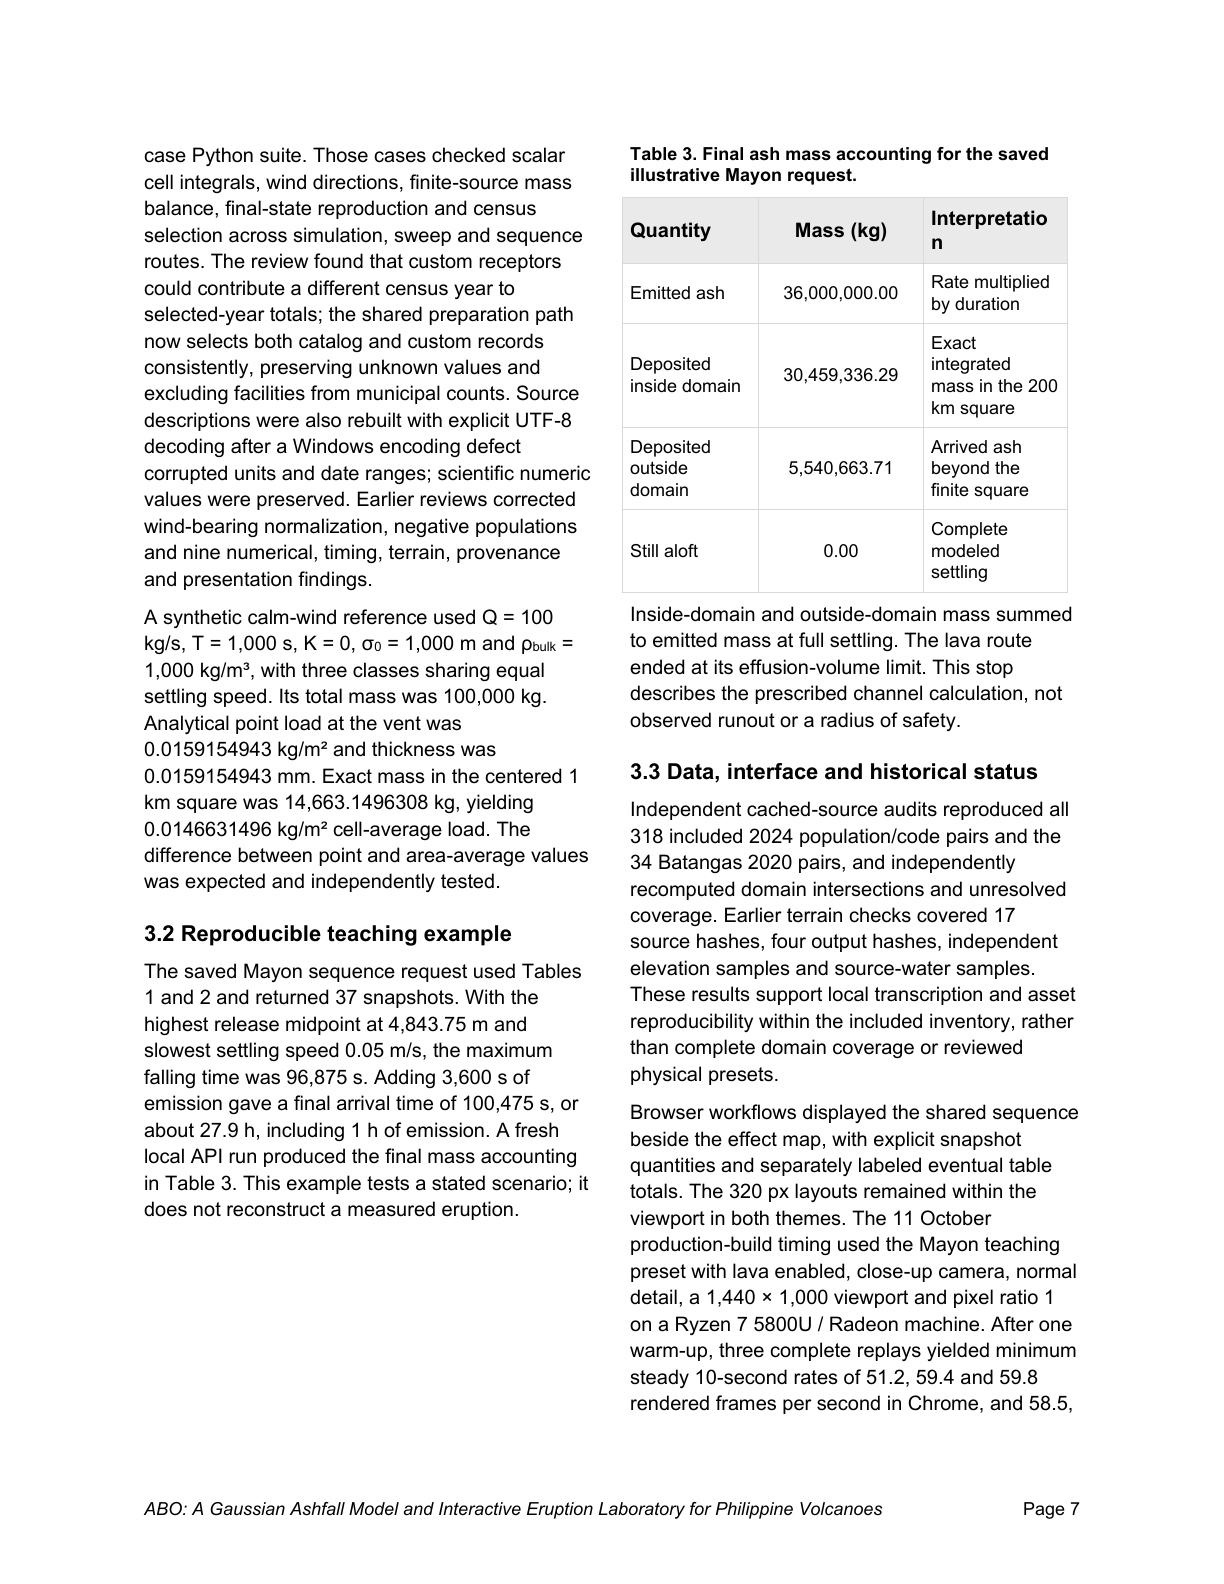 case Python suite. Those cases checked scalar
cell integrals, wind directions, finite-source mass
balance, final-state reproduction and census
selection across simulation, sweep and sequence
routes. The review found that custom receptors
could contribute a different census year to
selected-year totals; the shared preparation path
now selects both catalog and custom records
consistently, preserving unknown values and
excluding facilities from municipal counts. Source
descriptions were also rebuilt with explicit UTF-8
decoding after a Windows encoding defect
corrupted units and date ranges; scientific numeric
values were preserved. Earlier reviews corrected
wind-bearing normalization, negative populations
and nine numerical, timing, terrain, provenance
and presentation findings.
A synthetic calm-wind reference used Q = 100
kg/s, T = 1,000 s, K = 0, σ₀ = 1,000 m and ρbulk =
1,000 kg/m³, with three classes sharing equal
settling speed. Its total mass was 100,000 kg.
Analytical point load at the vent was
0.0159154943 kg/m² and thickness was
0.0159154943 mm. Exact mass in the centered 1
km square was 14,663.1496308 kg, yielding
0.0146631496 kg/m² cell-average load. The
difference between point and area-average values
was expected and independently tested.
3.2 Reproducible teaching example
The saved Mayon sequence request used Tables
1 and 2 and returned 37 snapshots. With the
highest release midpoint at 4,843.75 m and
slowest settling speed 0.05 m/s, the maximum
falling time was 96,875 s. Adding 3,600 s of
emission gave a final arrival time of 100,475 s, or
about 27.9 h, including 1 h of emission. A fresh
local API run produced the final mass accounting
in Table 3. This example tests a stated scenario; it
does not reconstruct a measured eruption.
Table 3. Final ash mass accounting for the saved
illustrative Mayon request.
Quantity
Mass (kg)
Interpretatio
n
Emitted ash
36,000,000.00
Rate multiplied
by duration
Deposited
inside domain
30,459,336.29
Exact
integrated
mass in the 200
km square
Deposited
outside
domain
5,540,663.71
Arrived ash
beyond the
finite square
Still aloft
0.00
Complete
modeled
settling
Inside-domain and outside-domain mass summed
to emitted mass at full settling. The lava route
ended at its effusion-volume limit. This stop
describes the prescribed channel calculation, not
observed runout or a radius of safety.
3.3 Data, interface and historical status
Independent cached-source audits reproduced all
318 included 2024 population/code pairs and the
34 Batangas 2020 pairs, and independently
recomputed domain intersections and unresolved
coverage. Earlier terrain checks covered 17
source hashes, four output hashes, independent
elevation samples and source-water samples.
These results support local transcription and asset
reproducibility within the included inventory, rather
than complete domain coverage or reviewed
physical presets.
Browser workflows displayed the shared sequence
beside the effect map, with explicit snapshot
quantities and separately labeled eventual table
totals. The 320 px layouts remained within the
viewport in both themes. The 11 October
production-build timing used the Mayon teaching
preset with lava enabled, close-up camera, normal
detail, a 1,440 × 1,000 viewport and pixel ratio 1
on a Ryzen 7 5800U / Radeon machine. After one
warm-up, three complete replays yielded minimum
steady 10-second rates of 51.2, 59.4 and 59.8
rendered frames per second in Chrome, and 58.5,
ABO: A Gaussian Ashfall Model and Interactive Eruption Laboratory for Philippine Volcanoes
Page 7